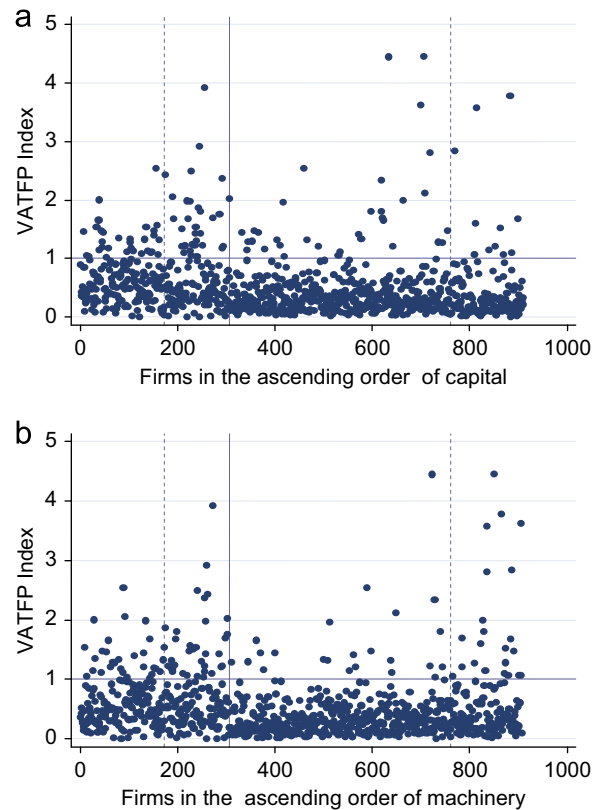 a
5
4
3
2
1
0
VATFP Index
0 200 400 600 800 1000
Firms in the ascending order of capital
b
5
4
3
2
1
0
VATFP Index
0 200 400 600 800 1000
Firms in the ascending order of machinery